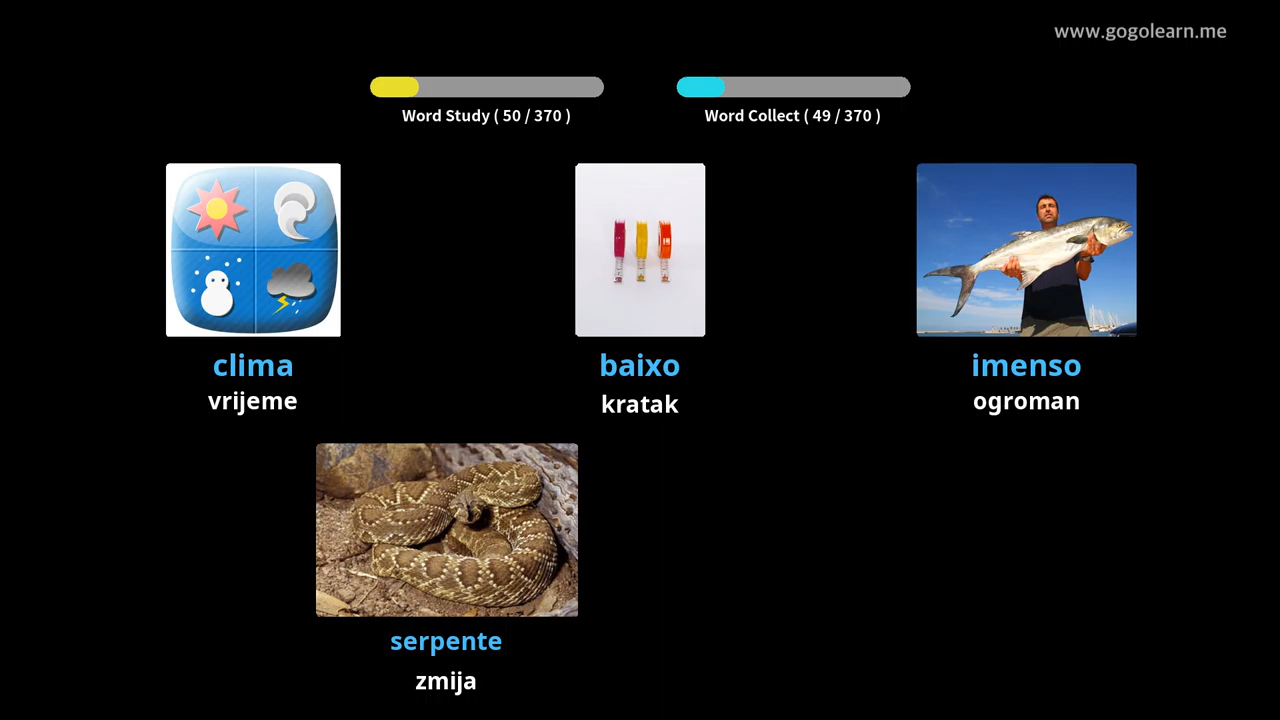 www.gogolearn.me
Word Study ( 50 / 370 )
Word Collect ( 49 / 370 )
clima
vrijeme
baixo
kratak
imenso
ogroman
serpente
zmija